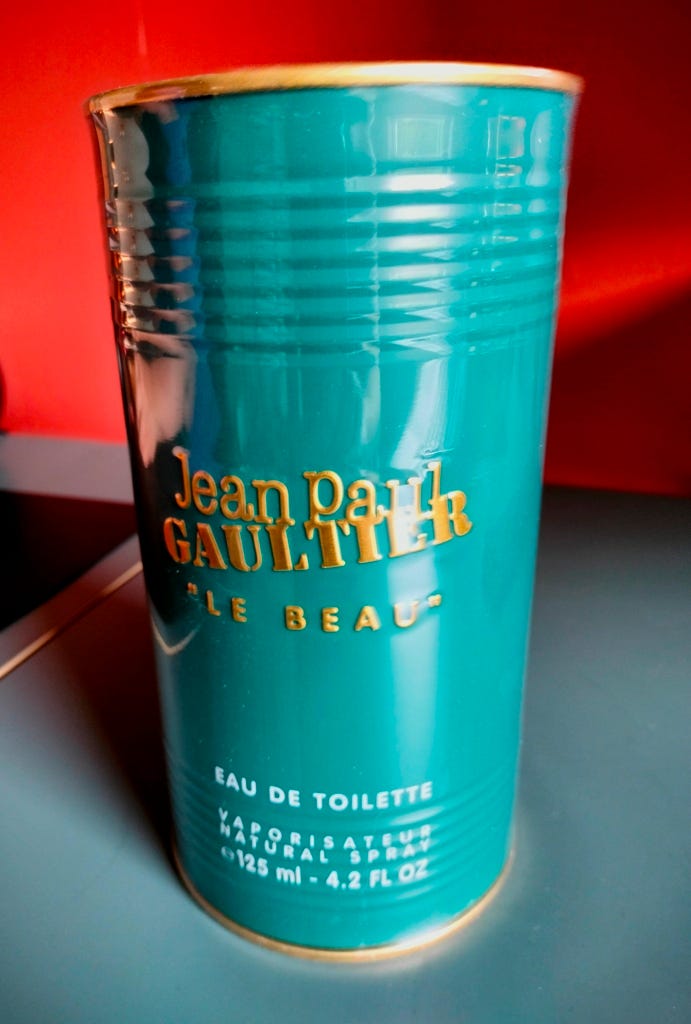 Jean Paul
GAULTIER
"LE BEAU"
EAU DE TOILETTE
VAPORISATEUR
NATURAL SPRAY
℮125 ml - 4.2 FL OZ